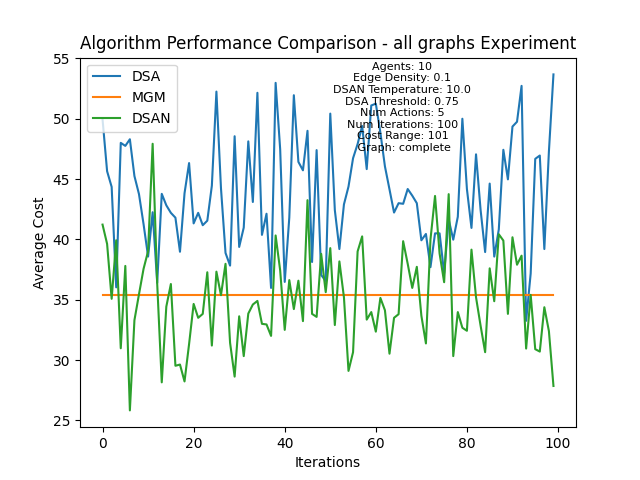 Algorithm Performance Comparison - all graphs Experiment
DSA
MGM
DSAN
Agents: 10
Edge Density: 0.1
DSAN Temperature: 10.0
DSA Threshold: 0.75
Num Actions: 5
Num Iterations: 100
Cost Range: 101
Graph: complete
Average Cost
55
50
45
40
35
30
25
0
20
40
60
80
100
Iterations